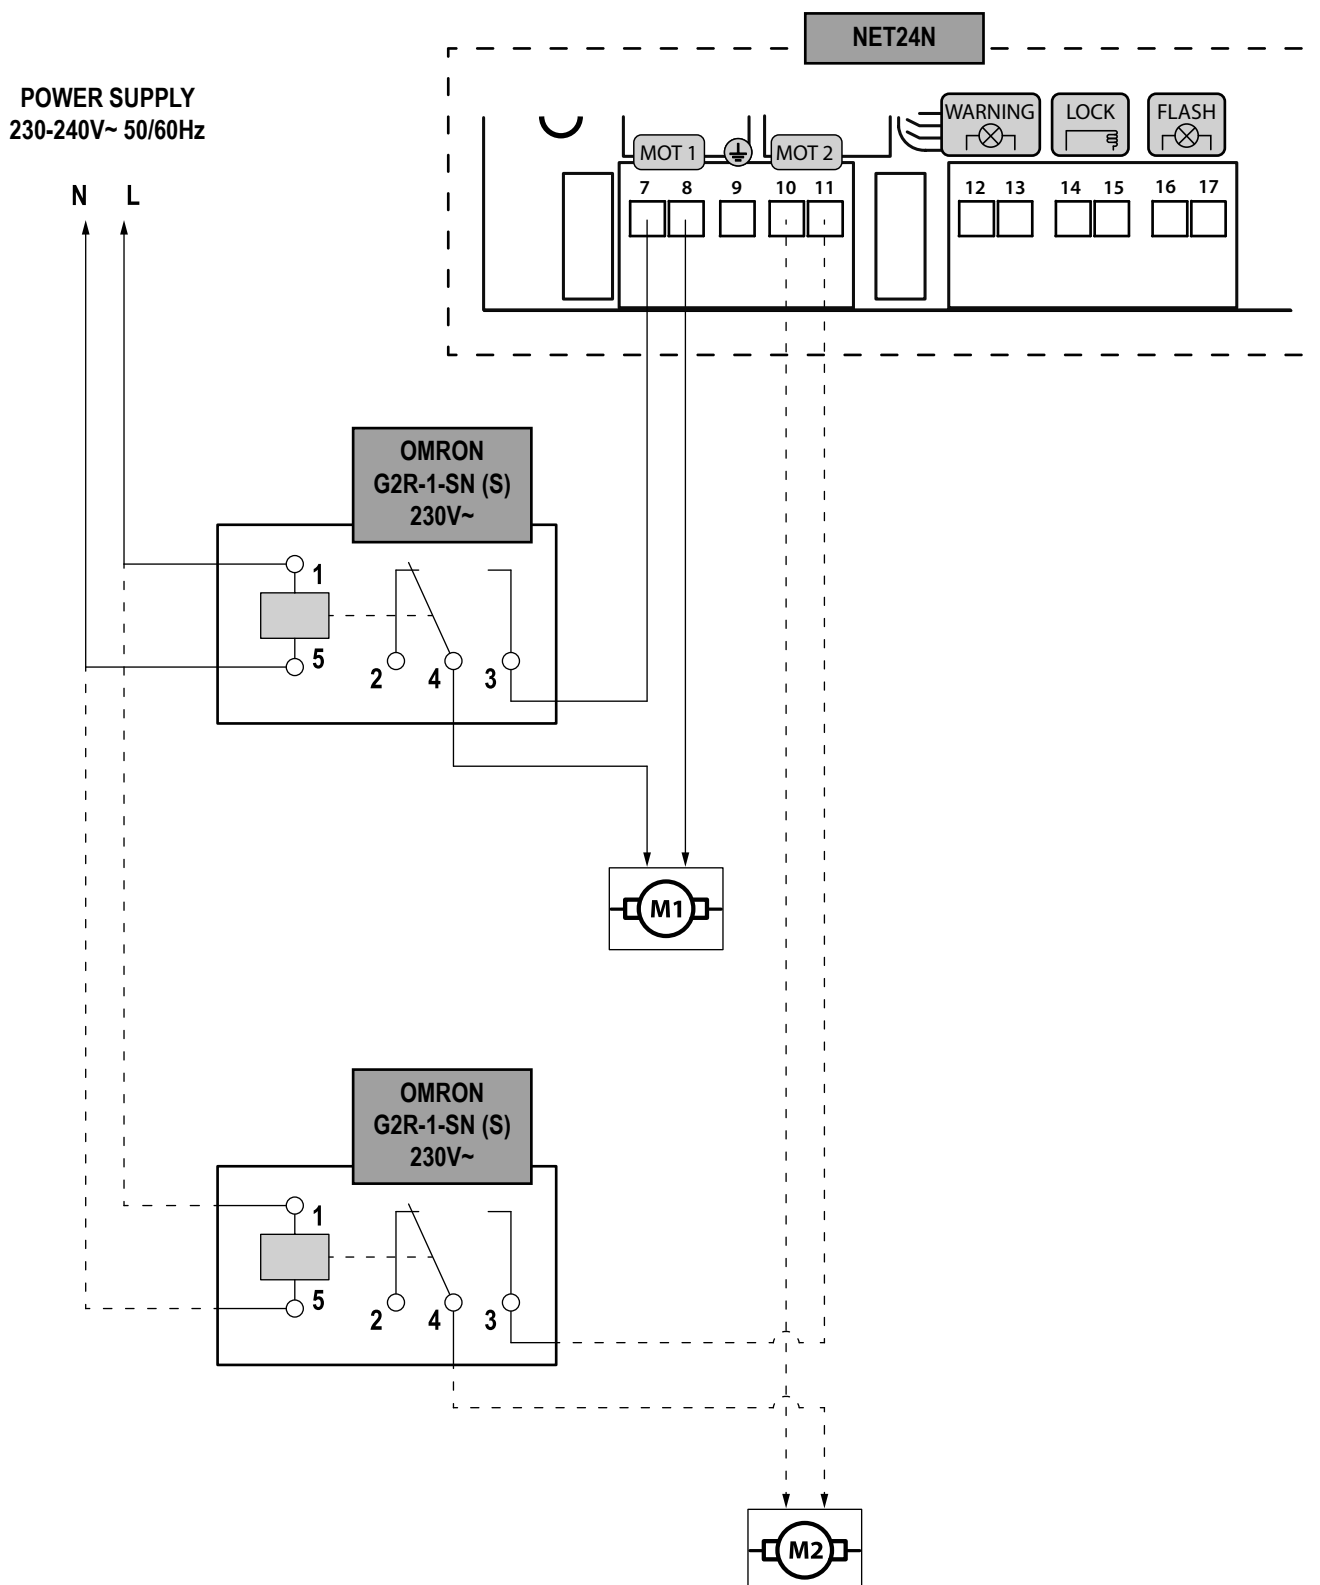 NET24N
POWER SUPPLY
230-240V~ 50/60Hz
N L
WARNING LOCK FLASH
MOT 1 MOT 2
7 8 9 10 11 12 13 14 15 16 17
OMRON
G2R-1-SN (S)
230V~
1
5
2 4 3
M1
OMRON
G2R-1-SN (S)
230V~
1
5
2 4 3
M2